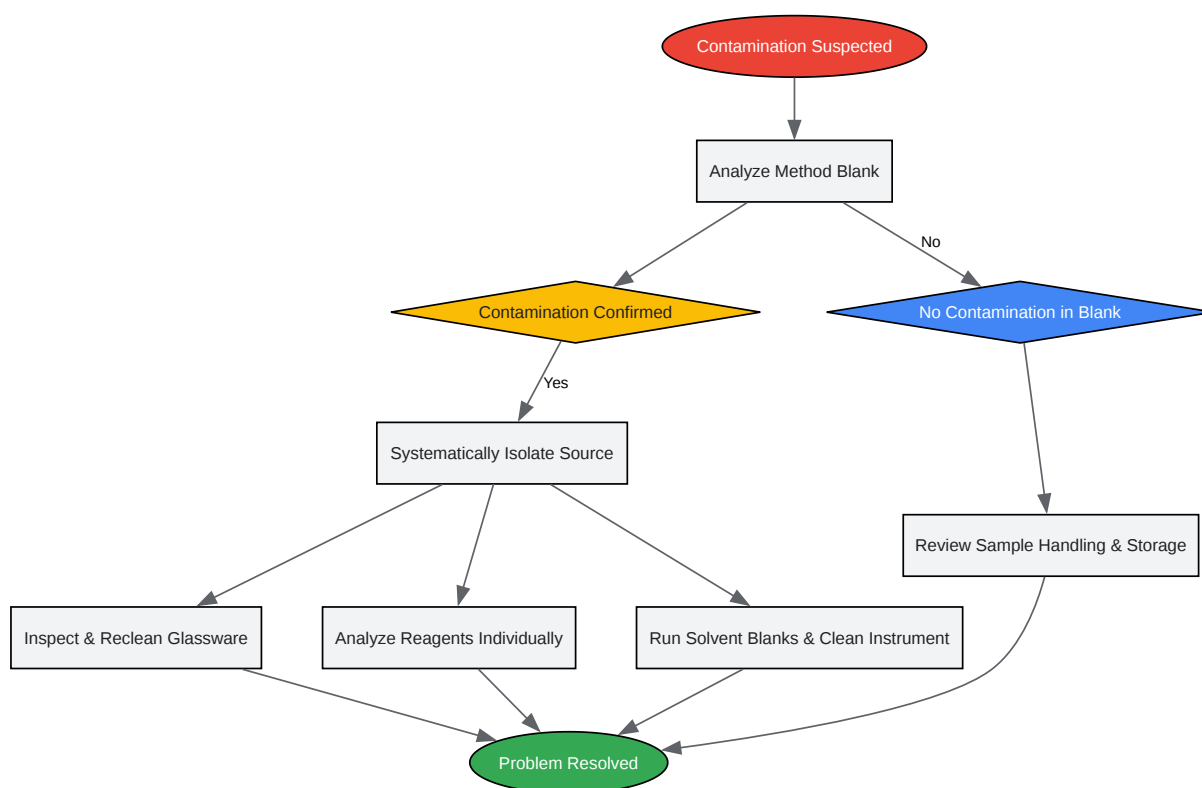 Contamination Suspected
Analyze Method Blank
No
Contamination Confirmed
No Contamination in Blank
Yes
Systematically Isolate Source
Review Sample Handling & Storage
Inspect & Reclean Glassware
Analyze Reagents Individually
Run Solvent Blanks & Clean Instrument
Problem Resolved